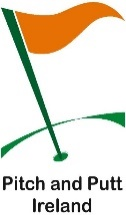 Pitch and Putt
Ireland